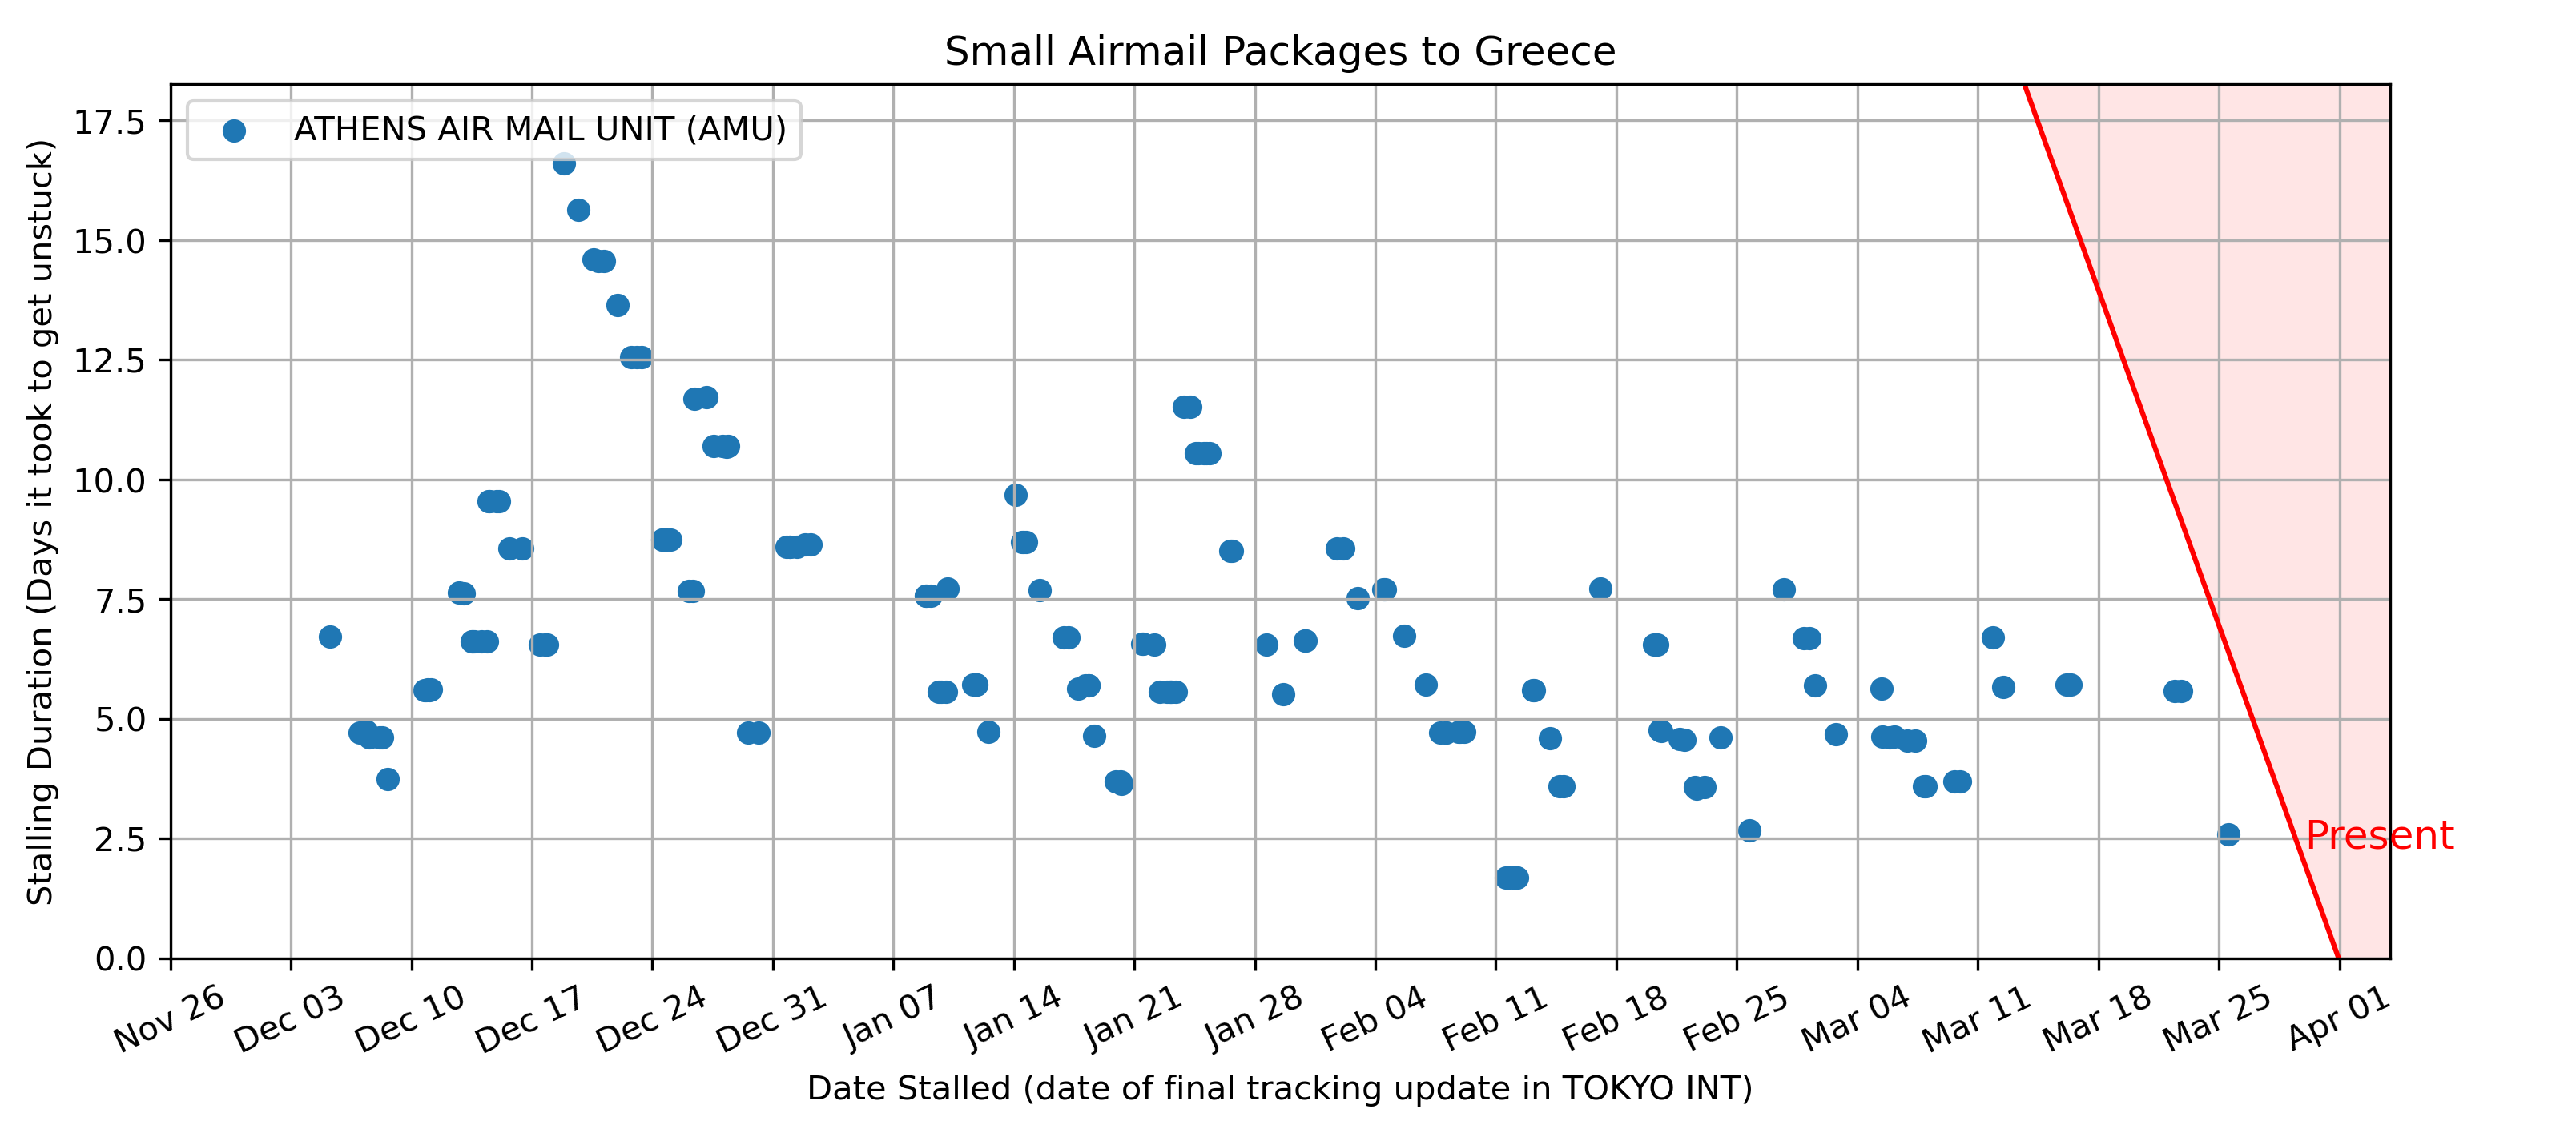 Small Airmail Packages to Greece
ATHENS AIR MAIL UNIT (AMU)
Stalling Duration (Days it took to get unstuck)
17.5
15.0
12.5
10.0
7.5
5.0
2.5
0.0
Present
Nov 26
Dec 03
Dec 10
Dec 17
Dec 24
Dec 31
Jan 07
Jan 14
Jan 21
Jan 28
Feb 04
Feb 11
Feb 18
Feb 25
Mar 04
Mar 11
Mar 18
Mar 25
Apr 01
Date Stalled (date of final tracking update in TOKYO INT)